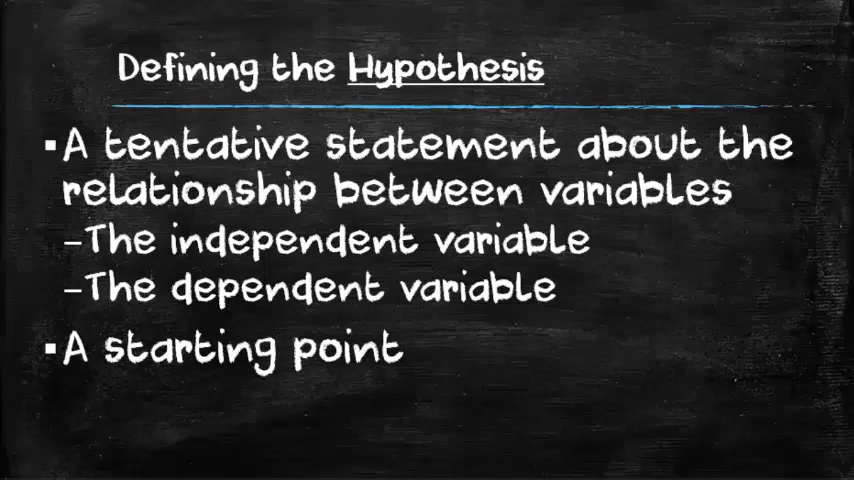 Defining the Hypothesis
▪A tentative statement about the
relationship between variables
–The independent variable
–The dependent variable
▪A starting point